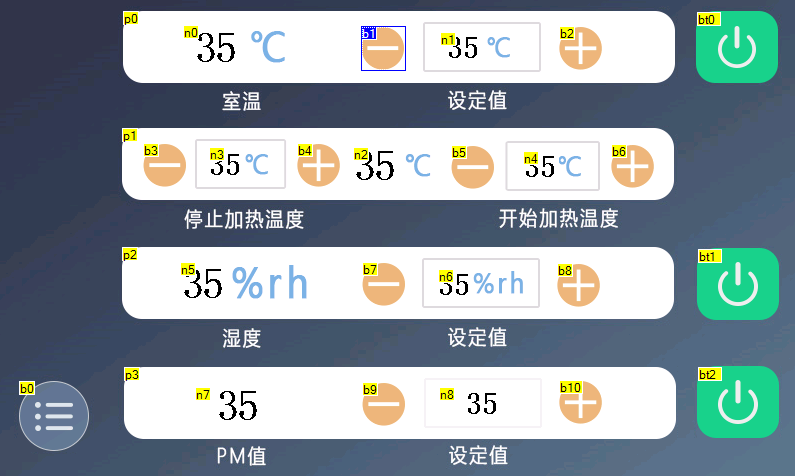 p0 n0 35 ℃ b1 n1 35 ℃ b2 bt0
室温 设定值
p1 b3 n3 35℃ b4 n2 35 ℃ b5 n4 35℃ b6
停止加热温度 开始加热温度
p2 n5 35 %rh b7 n6 35%rh b8 bt1
湿度 设定值
p3 n7 35 b9 n8 35 b10 bt2
b0
PM值 设定值